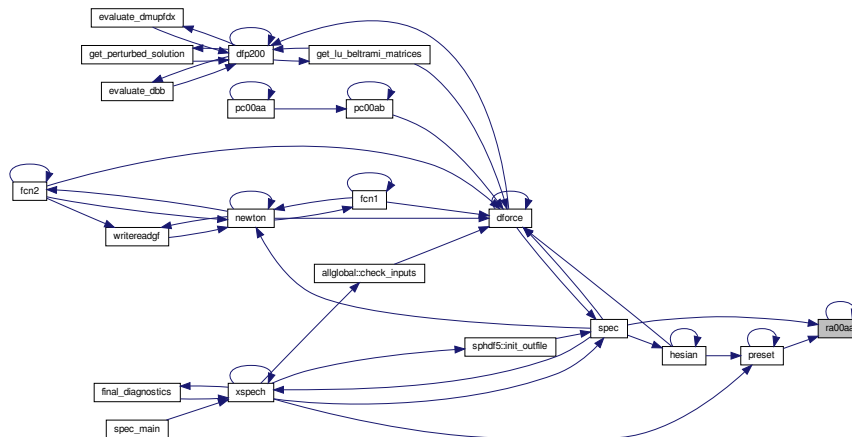 evaluate_dmupfdx
get_perturbed_solution
dfp200
get_lu_beltrami_matrices
evaluate_dbb
pc00aa
pc00ab
fcn2
fcn1
newton
dforce
writereadgf
allglobal::check_inputs
spec
ra00aa
sphdf5::init_outfile
hesian
preset
final_diagnostics
xspech
spec_main